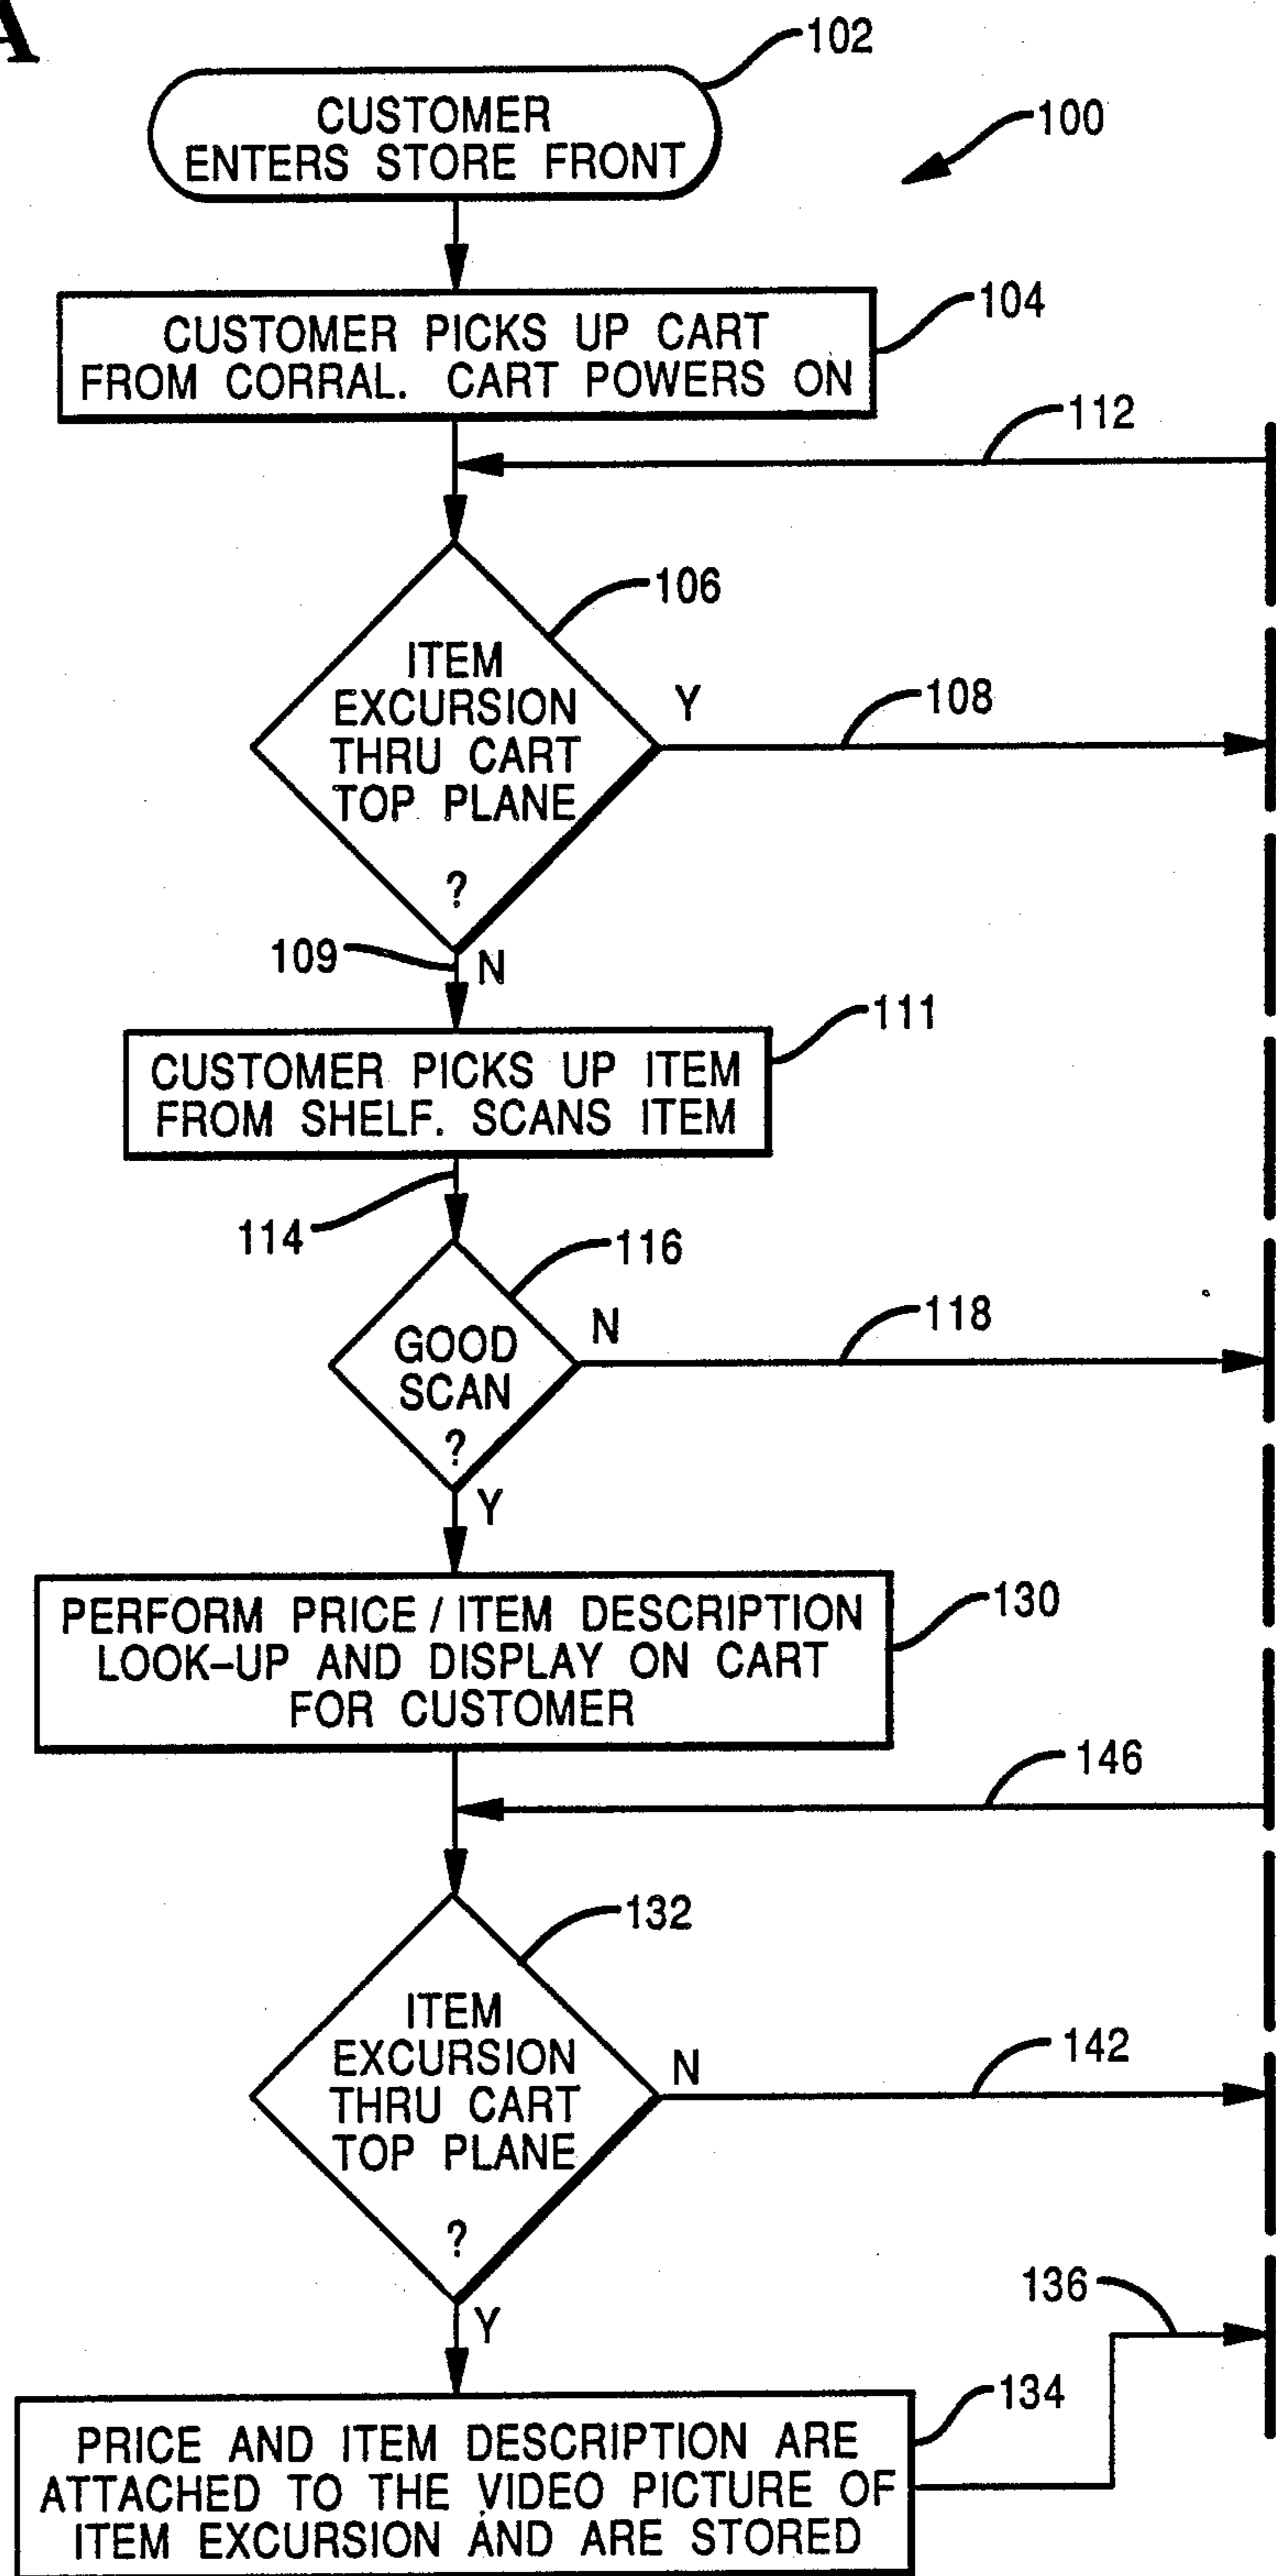 A
102
CUSTOMER
ENTERS STORE FRONT
100
104
CUSTOMER PICKS UP CART
FROM CORRAL. CART POWERS ON
112
106
ITEM
EXCURSION
THRU CART
TOP PLANE
?
Y
108
109
N
111
CUSTOMER PICKS UP ITEM
FROM SHELF. SCANS ITEM
114
116
GOOD
SCAN
?
N
118
Y
130
PERFORM PRICE / ITEM DESCRIPTION
LOOK-UP AND DISPLAY ON CART
FOR CUSTOMER
146
132
ITEM
EXCURSION
THRU CART
TOP PLANE
?
N
142
Y
136
134
PRICE AND ITEM DESCRIPTION ARE
ATTACHED TO THE VIDEO PICTURE OF
ITEM EXCURSION AND ARE STORED